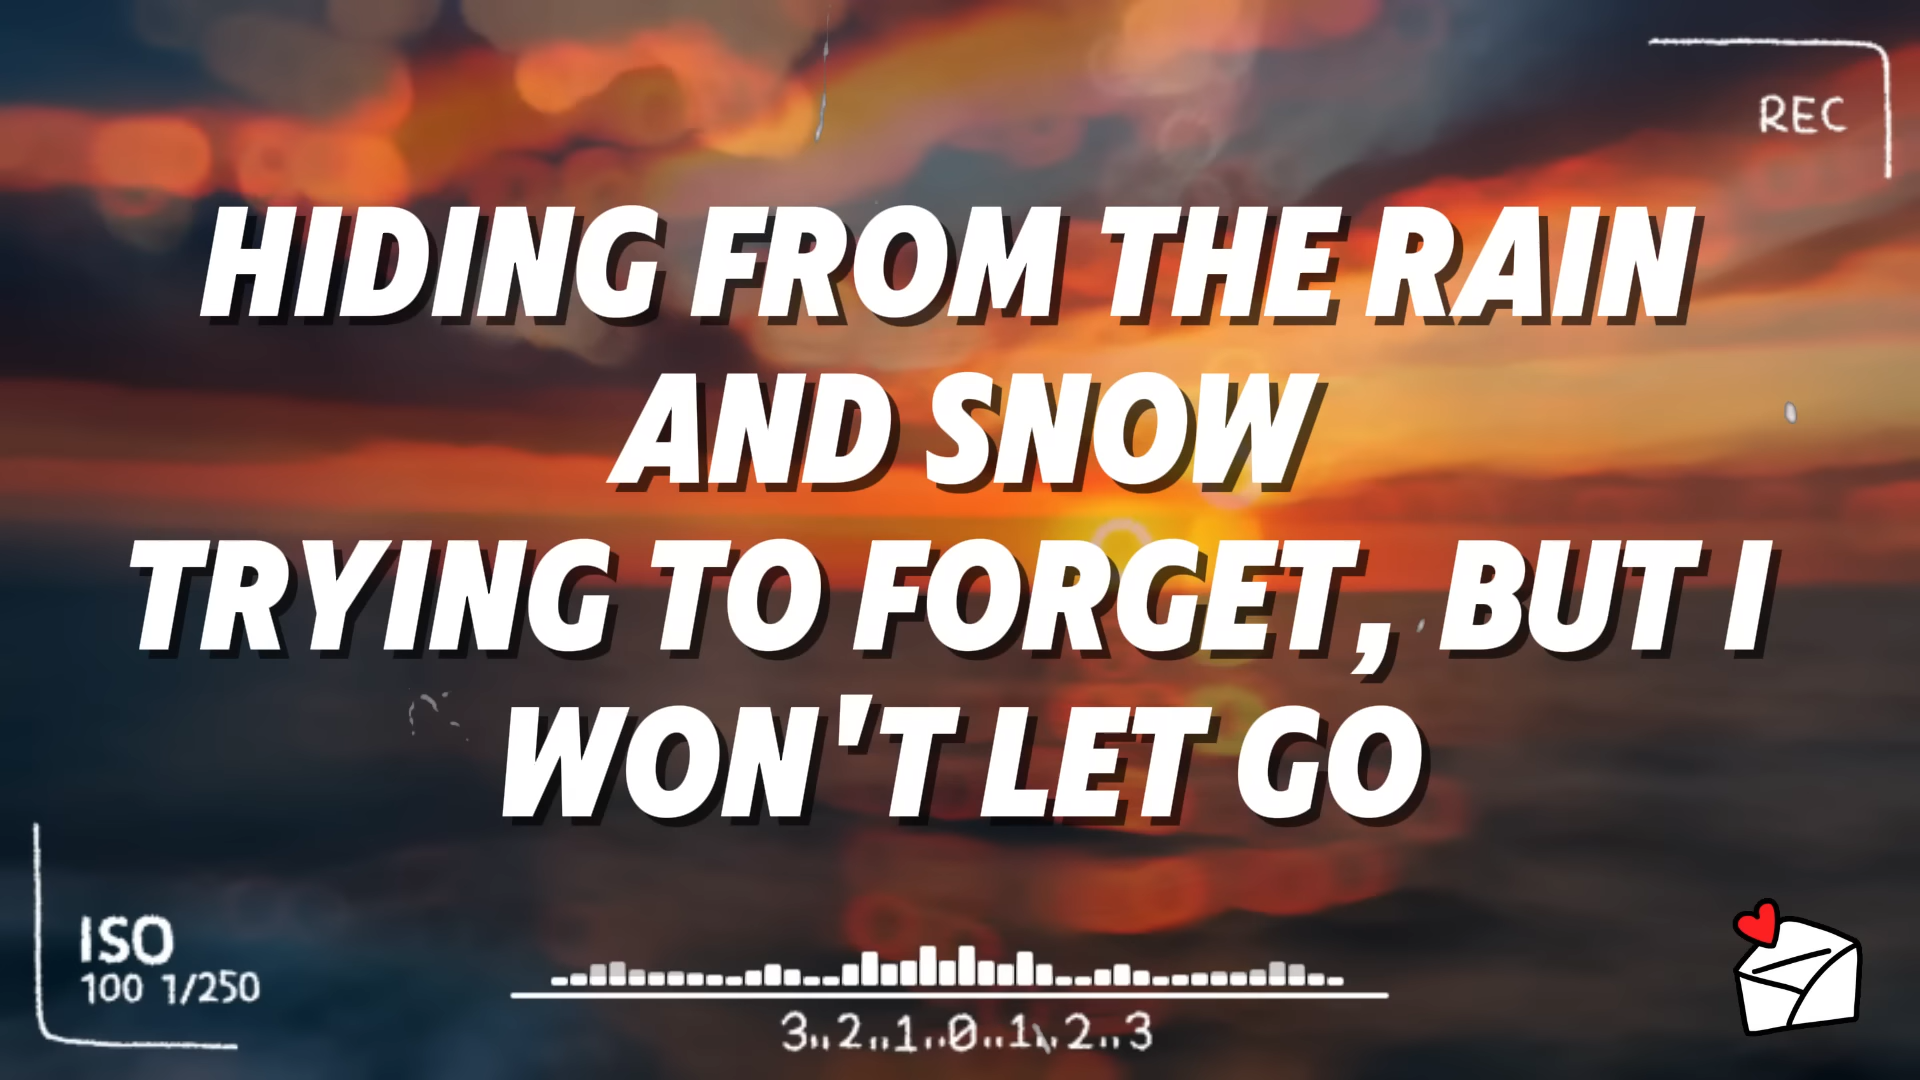 REC
HIDING FROM THE RAIN
AND SNOW
TRYING TO FORGET, BUT I
WON'T LET GO
ISO
100 1/250
3..2..1..0..1..2..3